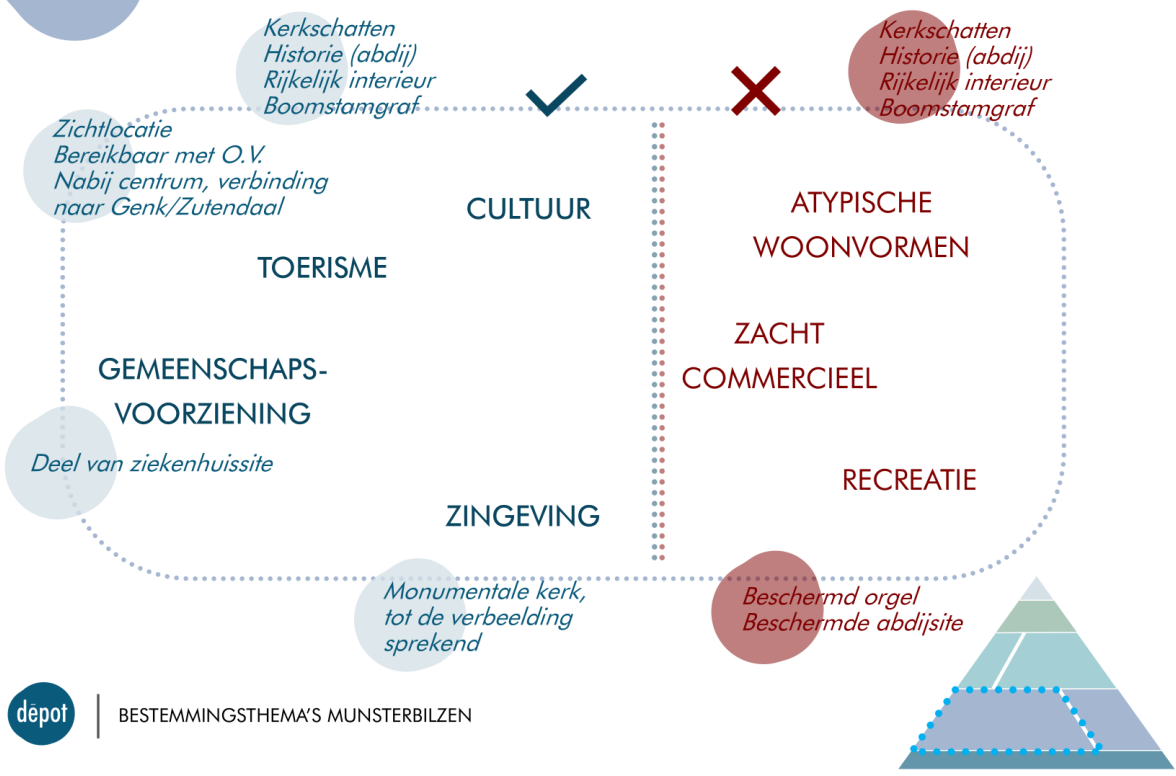 Kerkschatten
Historie (abdij)
Rijkelijk interieur
Boomstamgraf
Zichtlocatie
Bereikbaar met O.V.
Nabij centrum, verbinding
naar Genk/Zutendaal
CULTUUR
TOERISME
GEMEENSCHAPS-
VOORZIENING
Deel van ziekenhuissite
ZINGEVING
Monumentale kerk,
tot de verbeelding
sprekend
Kerkschatten
Historie (abdij)
Rijkelijk interieur
Boomstamgraf
ATYPISCHE
WOONVORMEN
ZACHT
COMMERCIEEL
RECREATIE
Beschermd orgel
Beschermde abdijsite
dēpot
BESTEMMINGSTHEMA'S MUNSTERBILZEN